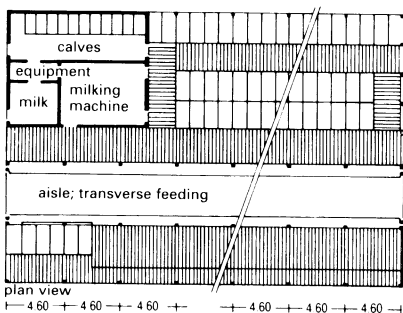 calves
equipment
milk
milking
machine
aisle; transverse feeding
plan view
4 60 4 60 4 60 4 60 4 60 4 60